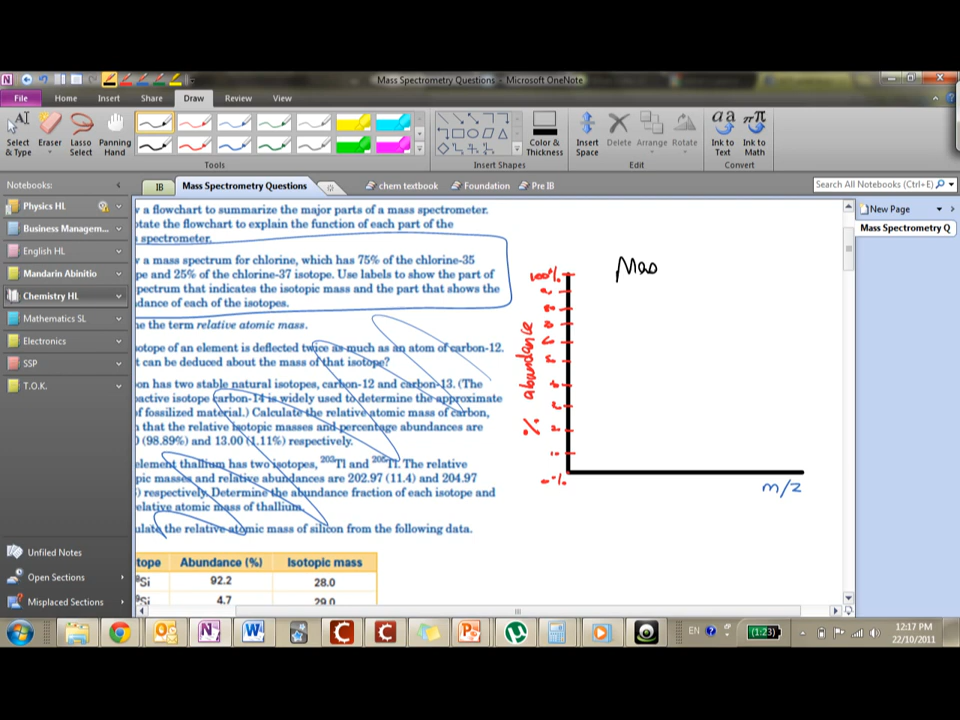 Mass Spectrometry Questions - Microsoft OneNote
File Home Insert Share Draw Review View
Select & Type
Eraser
Lasso Select
Panning Hand
Color & Thickness
Insert Space
Delete
Arrange
Rotate
Ink to Text
Ink to Math
Tools
Insert Shapes
Edit
Convert
Notebooks:
IB
Mass Spectrometry Questions
chem textbook
Foundation
Pre IB
Search All Notebooks (Ctrl+E)
Physics HL
Business Managem...
English HL
Mandarin Abinitio
Chemistry HL
Mathematics SL
Electronics
SSP
T.O.K.
Unfiled Notes
Open Sections
Misplaced Sections
w a flowchart to summarize the major parts of a mass spectrometer.
otate the flowchart to explain the function of each part of the
spectrometer.
w a mass spectrum for chlorine, which has 75% of the chlorine-35
pe and 25% of the chlorine-37 isotope. Use labels to show the part of
pectrum that indicates the isotopic mass and the part that shows the
dance of each of the isotopes.
ne the term relative atomic mass.
otope of an element is deflected twice as much as an atom of carbon-12.
t can be deduced about the mass of that isotope?
on has two stable natural isotopes, carbon-12 and carbon-13. (The
active isotope carbon-14 is widely used to determine the approximate
of fossilized material.) Calculate the relative atomic mass of carbon,
n that the relative isotopic masses and percentage abundances are
0 (98.89%) and 13.00 (1.11%) respectively.
element thallium has two isotopes, ²⁰³Tl and ²⁰⁵Tl. The relative
pic masses and relative abundances are 202.97 (11.4) and 204.97
) respectively. Determine the abundance fraction of each isotope and
elative atomic mass of thallium.
ulate the relative atomic mass of silicon from the following data.
tope Abundance (%) Isotopic mass
Si 92.2 28.0
Si 4.7 29.0
Mas
100%
% abundance
0%
m/z
New Page
Mass Spectrometry Q
EN
(1:23)
12:17 PM
22/10/2011